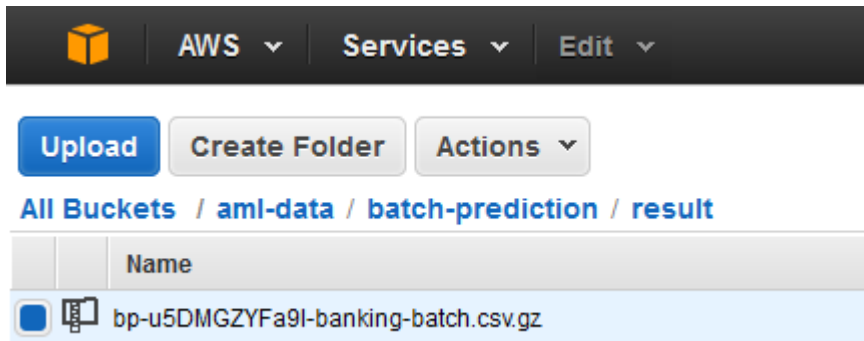 AWS Services Edit
Upload Create Folder Actions
All Buckets / aml-data / batch-prediction / result
Name
bp-u5DMGZYFa9I-banking-batch.csv.gz